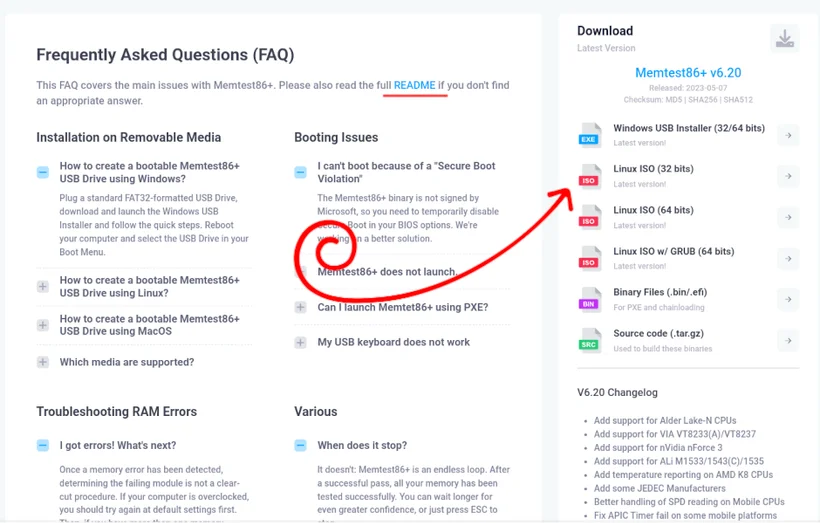 Frequently Asked Questions (FAQ)
This FAQ covers the main issues with Memtest86+. Please also read the full README if you don't find
an appropriate answer.
Installation on Removable Media
How to create a bootable Memtest86+
USB Drive using Windows?
Plug a standard FAT32-formatted USB Drive,
download and launch the Windows USB
Installer and follow the quick steps. Reboot
your computer and select the USB Drive in your
Boot Menu.
How to create a bootable Memtest86+
USB Drive using Linux?
How to create a bootable Memtest86+
USB Drive using MacOS
Which media are supported?
Booting Issues
I can't boot because of a "Secure Boot
Violation"
The Memtest86+ binary is not signed by
Microsoft, so you need to temporarily disable
Boot in your BIOS options. We're
on a better solution.
Memtest86+ does not launch.
Can I launch Memtet86+ using PXE?
My USB keyboard does not work
Troubleshooting RAM Errors
I got errors! What's next?
Once a memory error has been detected,
determining the failing module is not a clear-
cut procedure. If your computer is overclocked,
you should try again at default settings first.
Various
When does it stop?
It doesn't: Memtest86+ is an endless loop. After
a successful pass, all your memory has been
tested successfully. You can wait longer for
even greater confidence, or just press ESC to
Download
Latest Version
Memtest86+ v6.20
Released: 2023-05-07
Checksum: MD5 | SHA256 | SHA512
EXE
Windows USB Installer (32/64 bits)
Latest version!
ISO
Linux ISO (32 bits)
Latest version!
ISO
Linux ISO (64 bits)
Latest version!
ISO
Linux ISO w/ GRUB (64 bits)
Latest version!
BIN
Binary Files (.bin/.efi)
For PXE and chainloading
SRC
Source code (.tar.gz)
Used to build these binaries
V6.20 Changelog
Add support for Alder Lake-N CPUs
Add support for VIA VT8233(A)/VT8237
Add support for nVidia nForce 3
Add support for ALi M1533/1543(C)/1535
Add temperature reporting on AMD K8 CPUs
Add some JEDEC Manufacturers
Better handling of SPD reading on Mobile CPUs
Fix APIC Timer fail on some mobile platforms